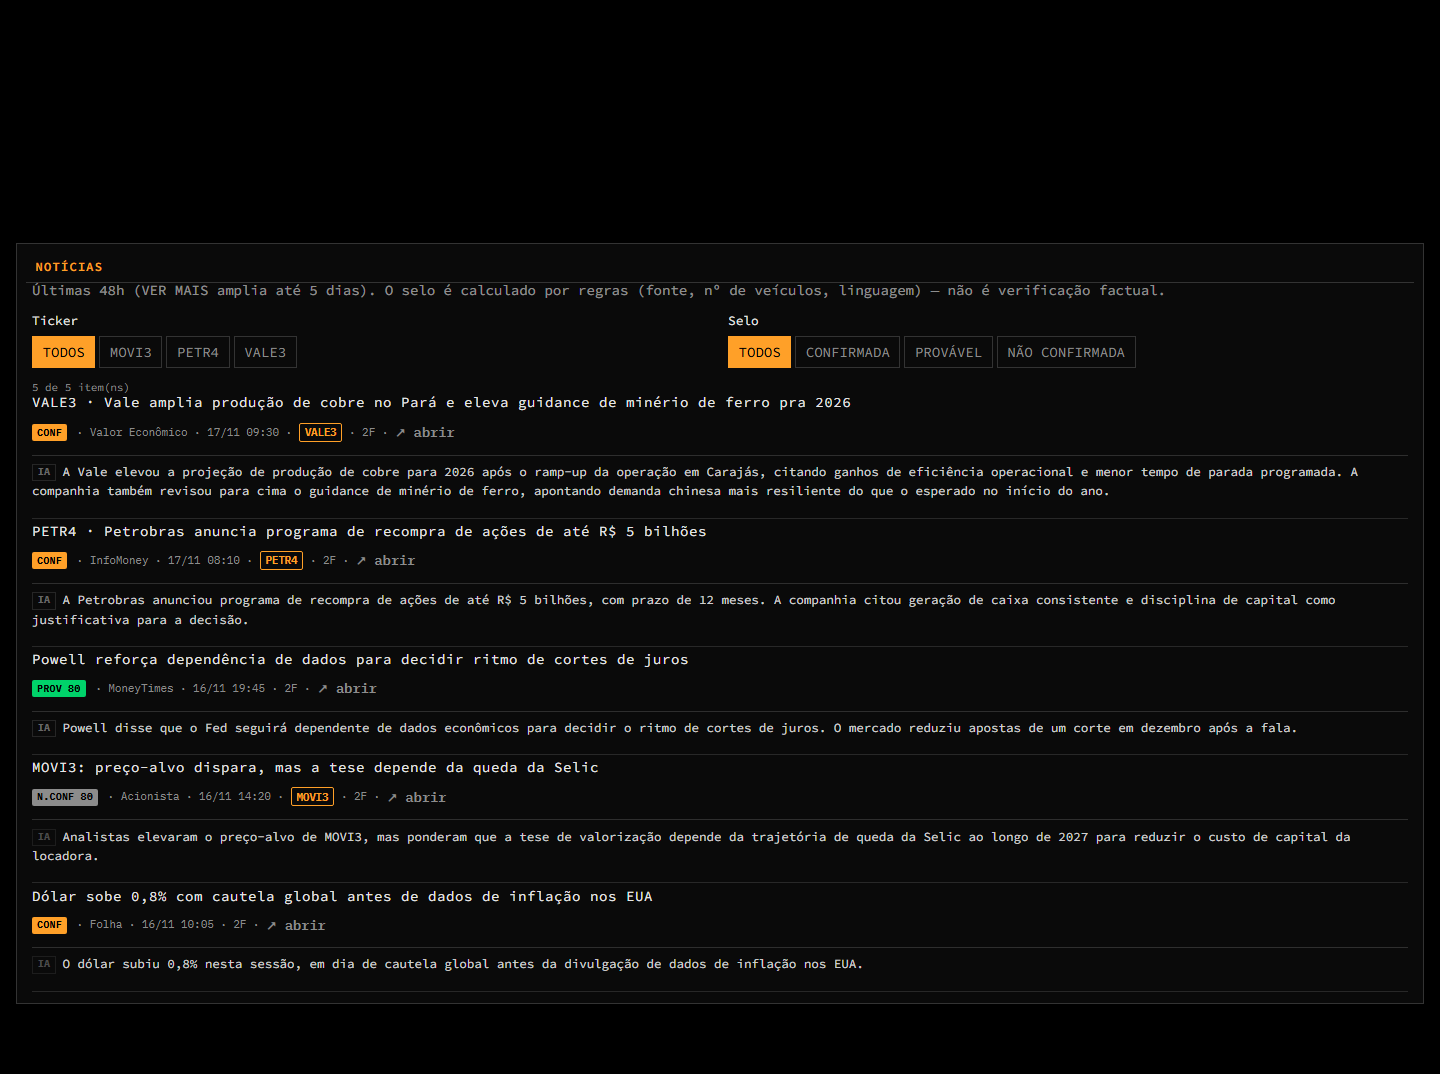 NOTÍCIAS
Últimas 48h (VER MAIS amplia até 5 dias). O selo é calculado por regras (fonte, nº de veículos, linguagem) — não é verificação factual.
Ticker
TODOS MOVI3 PETR4 VALE3
Selo
TODOS CONFIRMADA PROVÁVEL NÃO CONFIRMADA
5 de 5 item(ns)
VALE3 · Vale amplia produção de cobre no Pará e eleva guidance de minério de ferro pra 2026
CONF · Valor Econômico · 17/11 09:30 · VALE3 · 2F · ↗ abrir
IA A Vale elevou a projeção de produção de cobre para 2026 após o ramp-up da operação em Carajás, citando ganhos de eficiência operacional e menor tempo de parada programada. A
companhia também revisou para cima o guidance de minério de ferro, apontando demanda chinesa mais resiliente do que o esperado no início do ano.
PETR4 · Petrobras anuncia programa de recompra de ações de até R$ 5 bilhões
CONF · InfoMoney · 17/11 08:10 · PETR4 · 2F · ↗ abrir
IA A Petrobras anunciou programa de recompra de ações de até R$ 5 bilhões, com prazo de 12 meses. A companhia citou geração de caixa consistente e disciplina de capital como
justificativa para a decisão.
Powell reforça dependência de dados para decidir ritmo de cortes de juros
PROV 80 · MoneyTimes · 16/11 19:45 · 2F · ↗ abrir
IA Powell disse que o Fed seguirá dependente de dados econômicos para decidir o ritmo de cortes de juros. O mercado reduziu apostas de um corte em dezembro após a fala.
MOVI3: preço-alvo dispara, mas a tese depende da queda da Selic
N.CONF 80 · Acionista · 16/11 14:20 · MOVI3 · 2F · ↗ abrir
IA Analistas elevaram o preço-alvo de MOVI3, mas ponderam que a tese de valorização depende da trajetória de queda da Selic ao longo de 2027 para reduzir o custo de capital da
locadora.
Dólar sobe 0,8% com cautela global antes de dados de inflação nos EUA
CONF · Folha · 16/11 10:05 · 2F · ↗ abrir
IA O dólar subiu 0,8% nesta sessão, em dia de cautela global antes da divulgação de dados de inflação nos EUA.